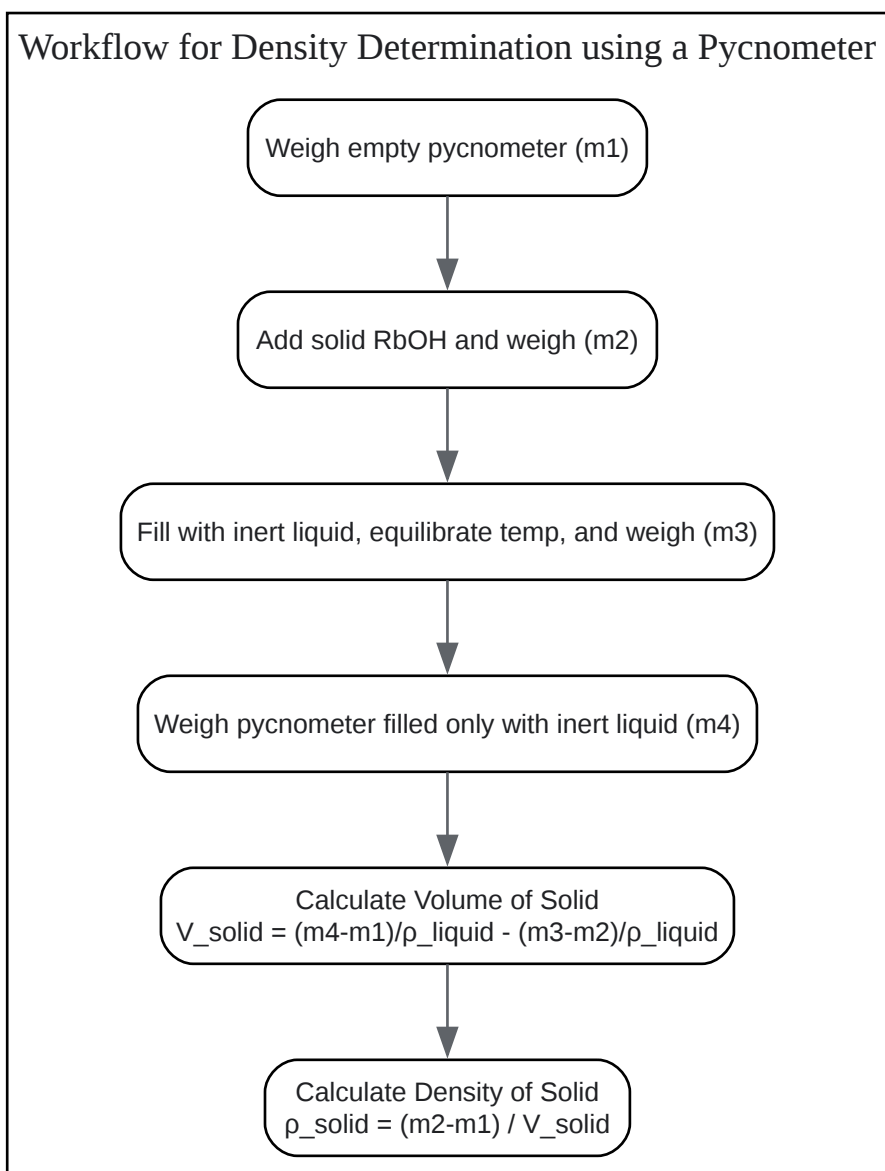 Workflow for Density Determination using a Pycnometer
Weigh empty pycnometer (m1)
Add solid RbOH and weigh (m2)
Fill with inert liquid, equilibrate temp, and weigh (m3)
Weigh pycnometer filled only with inert liquid (m4)
Calculate Volume of Solid
V_solid = (m4-m1)/ρ_liquid - (m3-m2)/ρ_liquid
Calculate Density of Solid
ρ_solid = (m2-m1) / V_solid